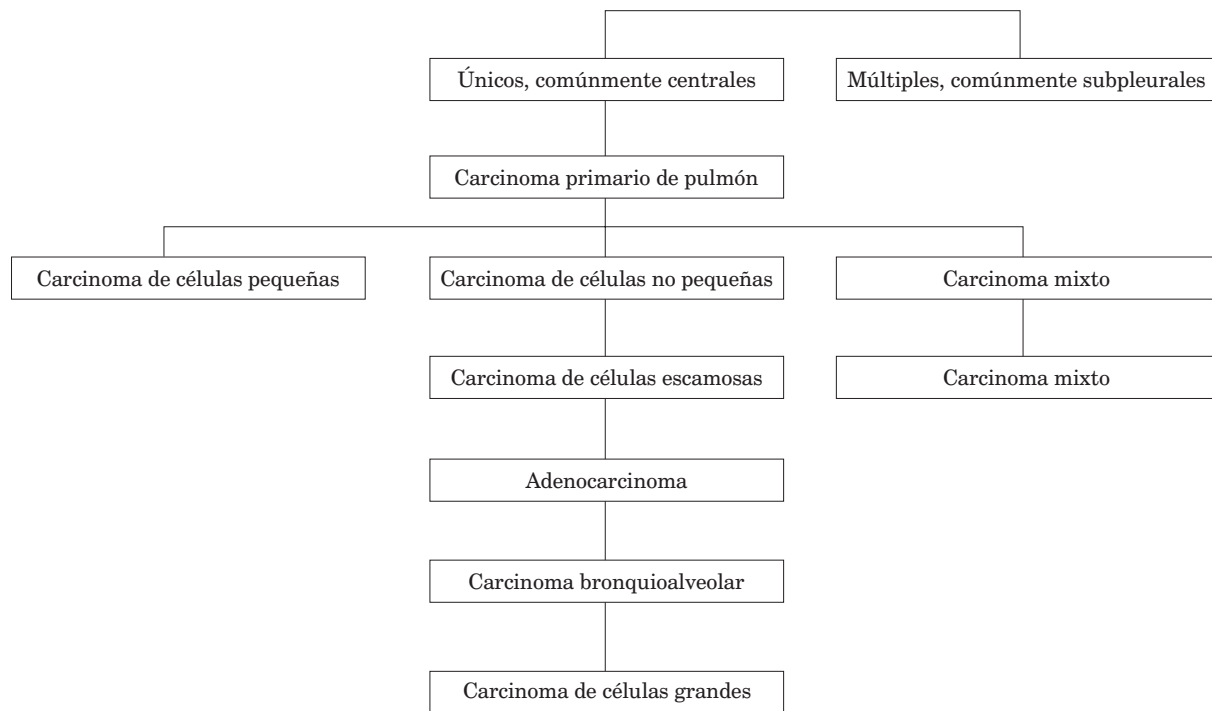 Únicos, comúnmente centrales
Múltiples, comúnmente subpleurales
Carcinoma primario de pulmón
Carcinoma de células pequeñas
Carcinoma de células no pequeñas
Carcinoma mixto
Carcinoma de células escamosas
Carcinoma mixto
Adenocarcinoma
Carcinoma bronquioalveolar
Carcinoma de células grandes